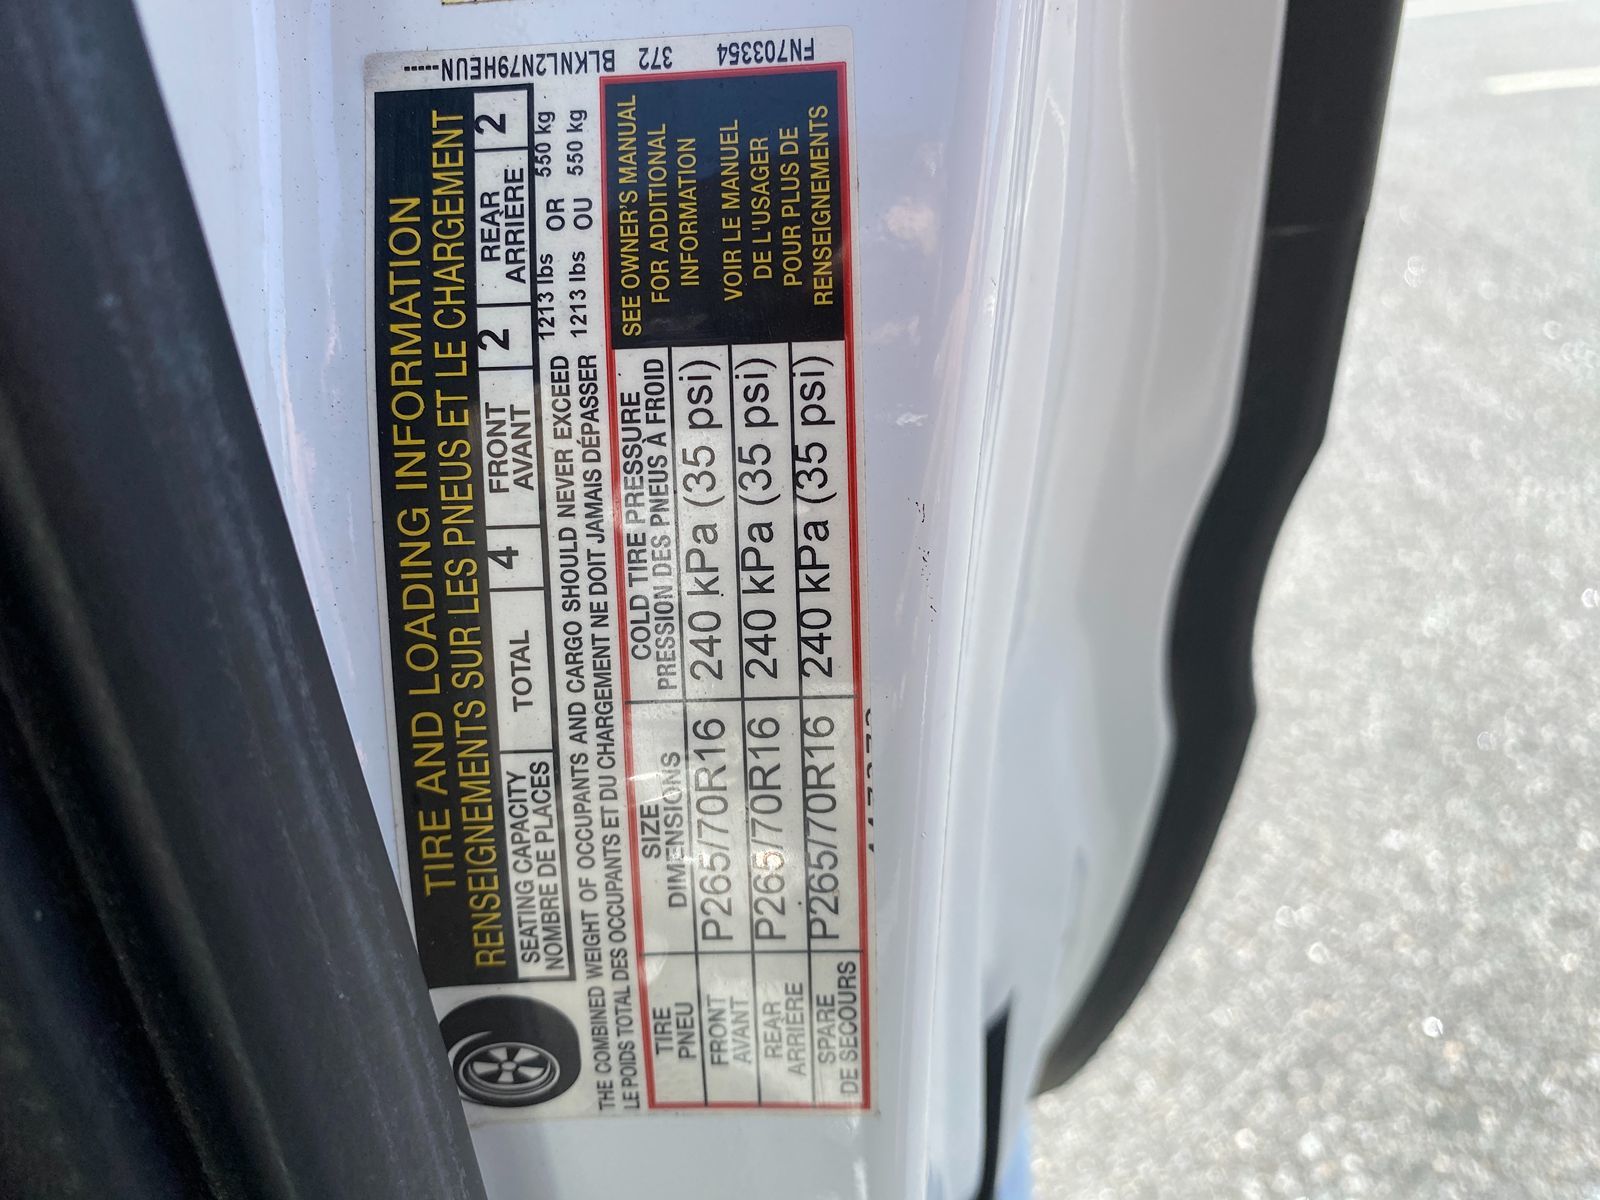 TIRE AND LOADING INFORMATION
RENSEIGNEMENTS SUR LES PNEUS ET LE CHARGEMENT
SEATING CAPACITY
NOMBRE DE PLACES
TOTAL
4
FRONT
AVANT
2
REAR
ARRIÈRE
2
THE COMBINED WEIGHT OF OCCUPANTS AND CARGO SHOULD NEVER EXCEED 1213 lbs OR 550 kg
LE POIDS TOTAL DES OCCUPANTS ET DU CHARGEMENT NE DOIT JAMAIS DÉPASSER 1213 lbs OU 550 kg
TIRE
PNEU
SIZE
DIMENSIONS
COLD TIRE PRESSURE
PRESSION DES PNEUS À FROID
FRONT
AVANT
P265/70R16
240 kPa (35 psi)
REAR
ARRIÈRE
P265/70R16
240 kPa (35 psi)
SPARE
DE SECOURS
P265/70R16
240 kPa (35 psi)
SEE OWNER'S MANUAL
FOR ADDITIONAL
INFORMATION
VOIR LE MANUEL
DE L'USAGER
POUR PLUS DE
RENSEIGNEMENTS
FN703354 372 BLKNL2N79HEUN-----